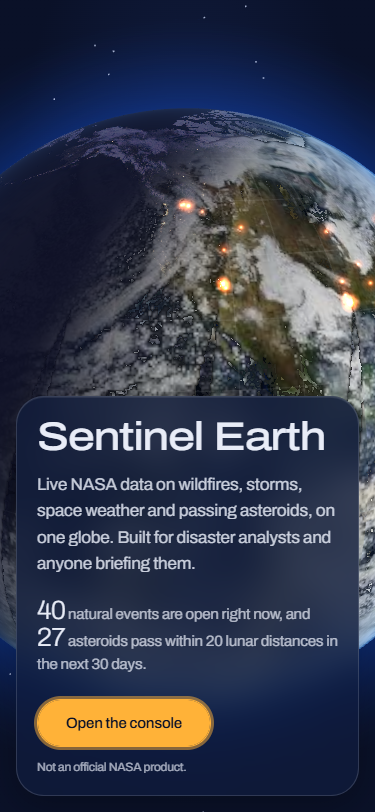 Sentinel Earth
Live NASA data on wildfires, storms,
space weather and passing asteroids, on
one globe. Built for disaster analysts and
anyone briefing them.
40 natural events are open right now, and
27 asteroids pass within 20 lunar distances in
the next 30 days.
Open the console
Not an official NASA product.